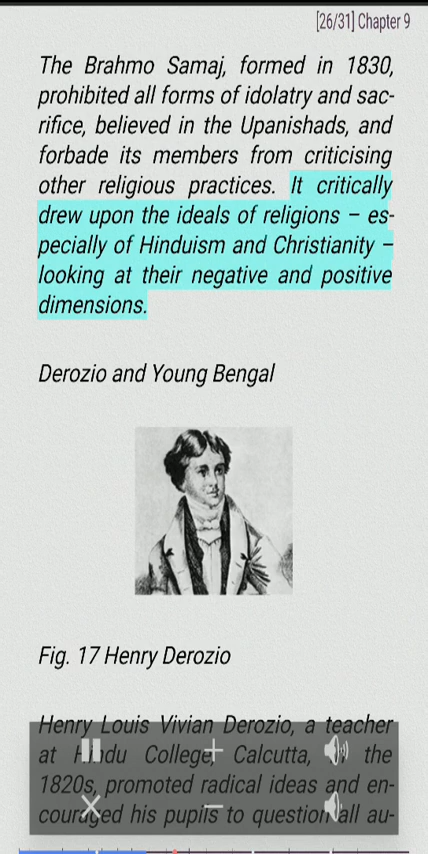 [26/31] Chapter 9
The Brahmo Samaj, formed in 1830,
prohibited all forms of idolatry and sac-
rifice, believed in the Upanishads, and
forbade its members from criticising
other religious practices. It critically
drew upon the ideals of religions – es-
pecially of Hinduism and Christianity –
looking at their negative and positive
dimensions.
Derozio and Young Bengal
Fig. 17 Henry Derozio
Henry Louis Vivian Derozio, a teacher
at Hindu College, Calcutta, in the
1820s, promoted radical ideas and en-
couraged his pupils to question all au-